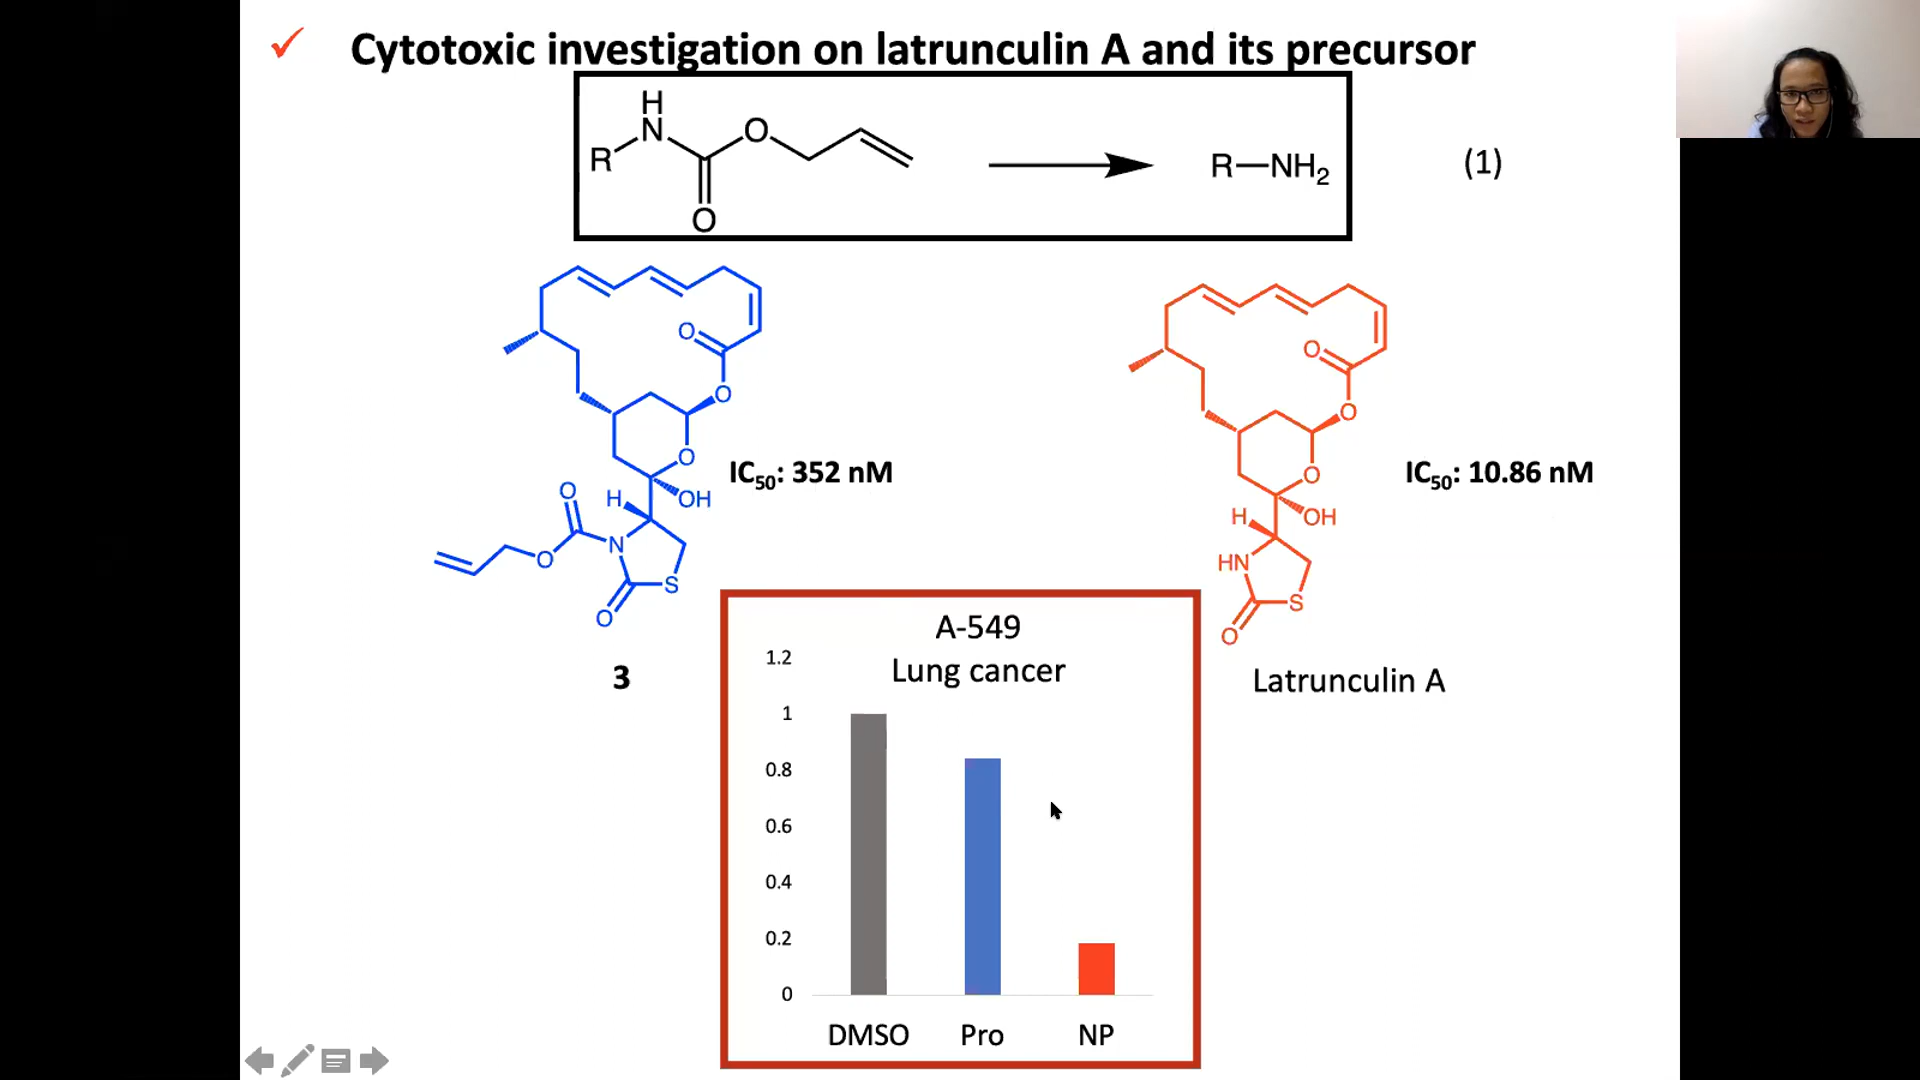 ✓ Cytotoxic investigation on latrunculin A and its precursor
H
N
R
O
O
R—NH₂
(1)
O
O
O
IC₅₀: 352 nM
O
H
OH
N
O
S
O
3
O
O
O
IC₅₀: 10.86 nM
H
OH
HN
S
O
Latrunculin A
A-549
Lung cancer
1.2
1
0.8
0.6
0.4
0.2
0
DMSO Pro NP